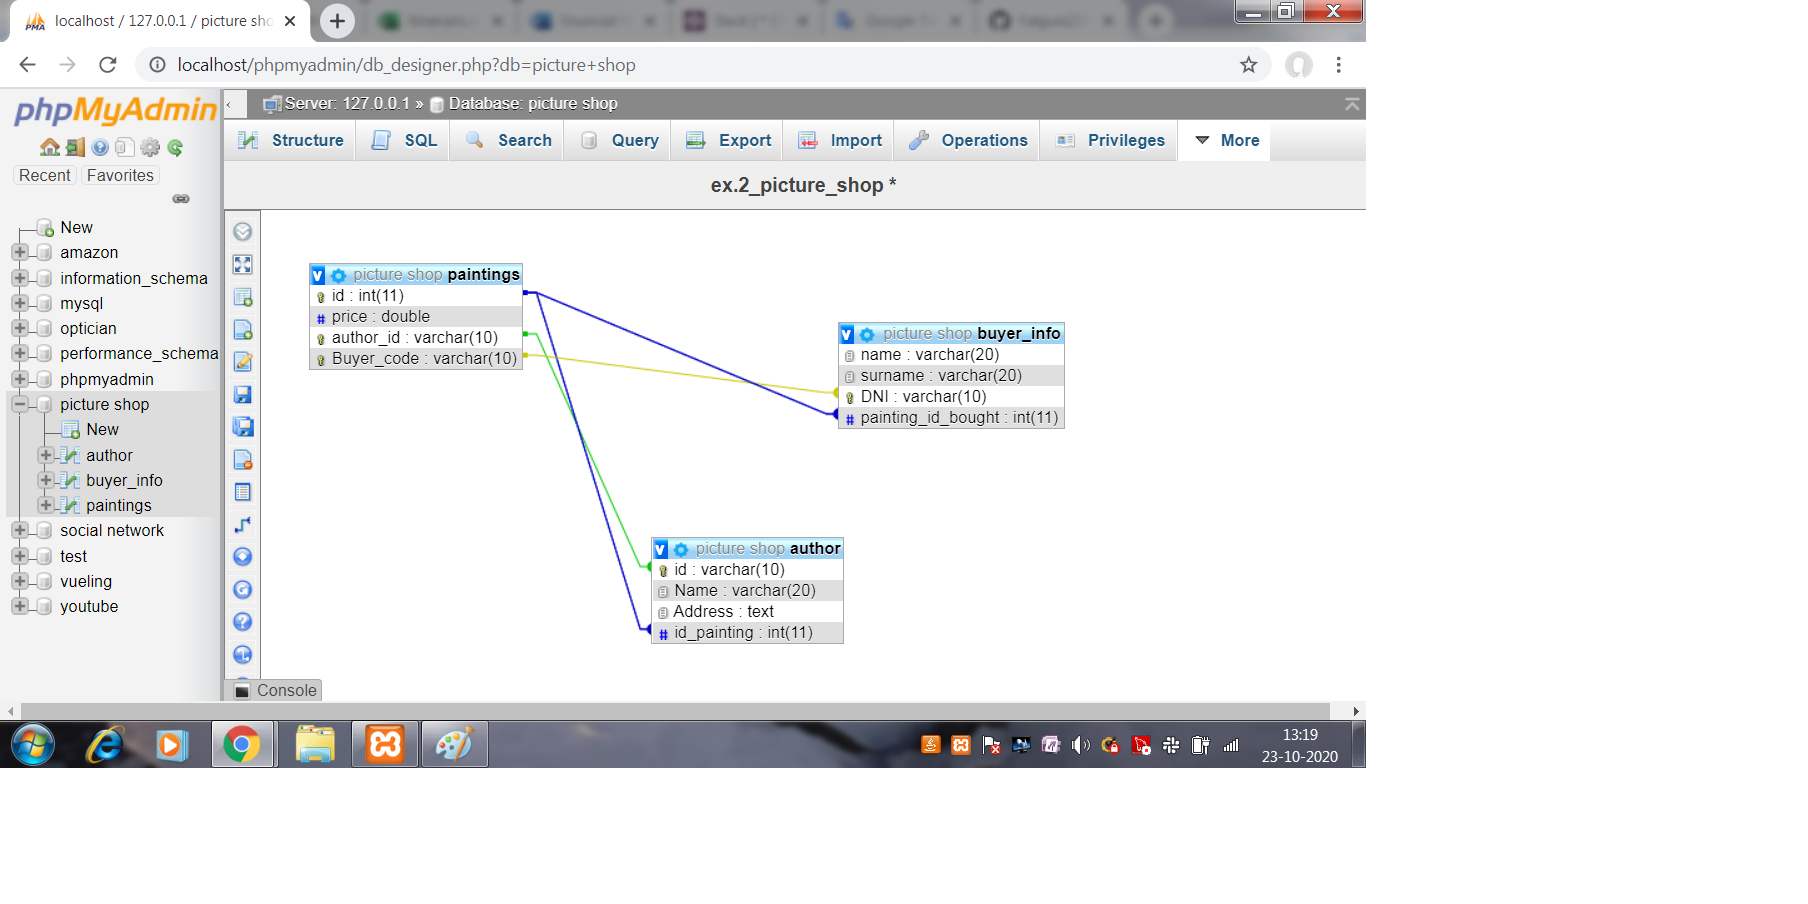 localhost / 127.0.0.1 / picture sho
localhost/phpmyadmin/db_designer.php?db=picture+shop
phpMyAdmin
Recent Favorites
New
amazon
information_schema
mysql
optician
performance_schema
phpmyadmin
picture shop
New
author
buyer_info
paintings
social network
test
vueling
youtube
Server: 127.0.0.1 » Database: picture shop
Structure SQL Search Query Export Import Operations Privileges More
ex.2_picture_shop *
v picture shop paintings
id : int(11)
# price : double
author_id : varchar(10)
Buyer_code : varchar(10)
v picture shop buyer_info
name : varchar(20)
surname : varchar(20)
DNI : varchar(10)
# painting_id_bought : int(11)
v picture shop author
id : varchar(10)
Name : varchar(20)
Address : text
# id_painting : int(11)
Console
13:19
23-10-2020